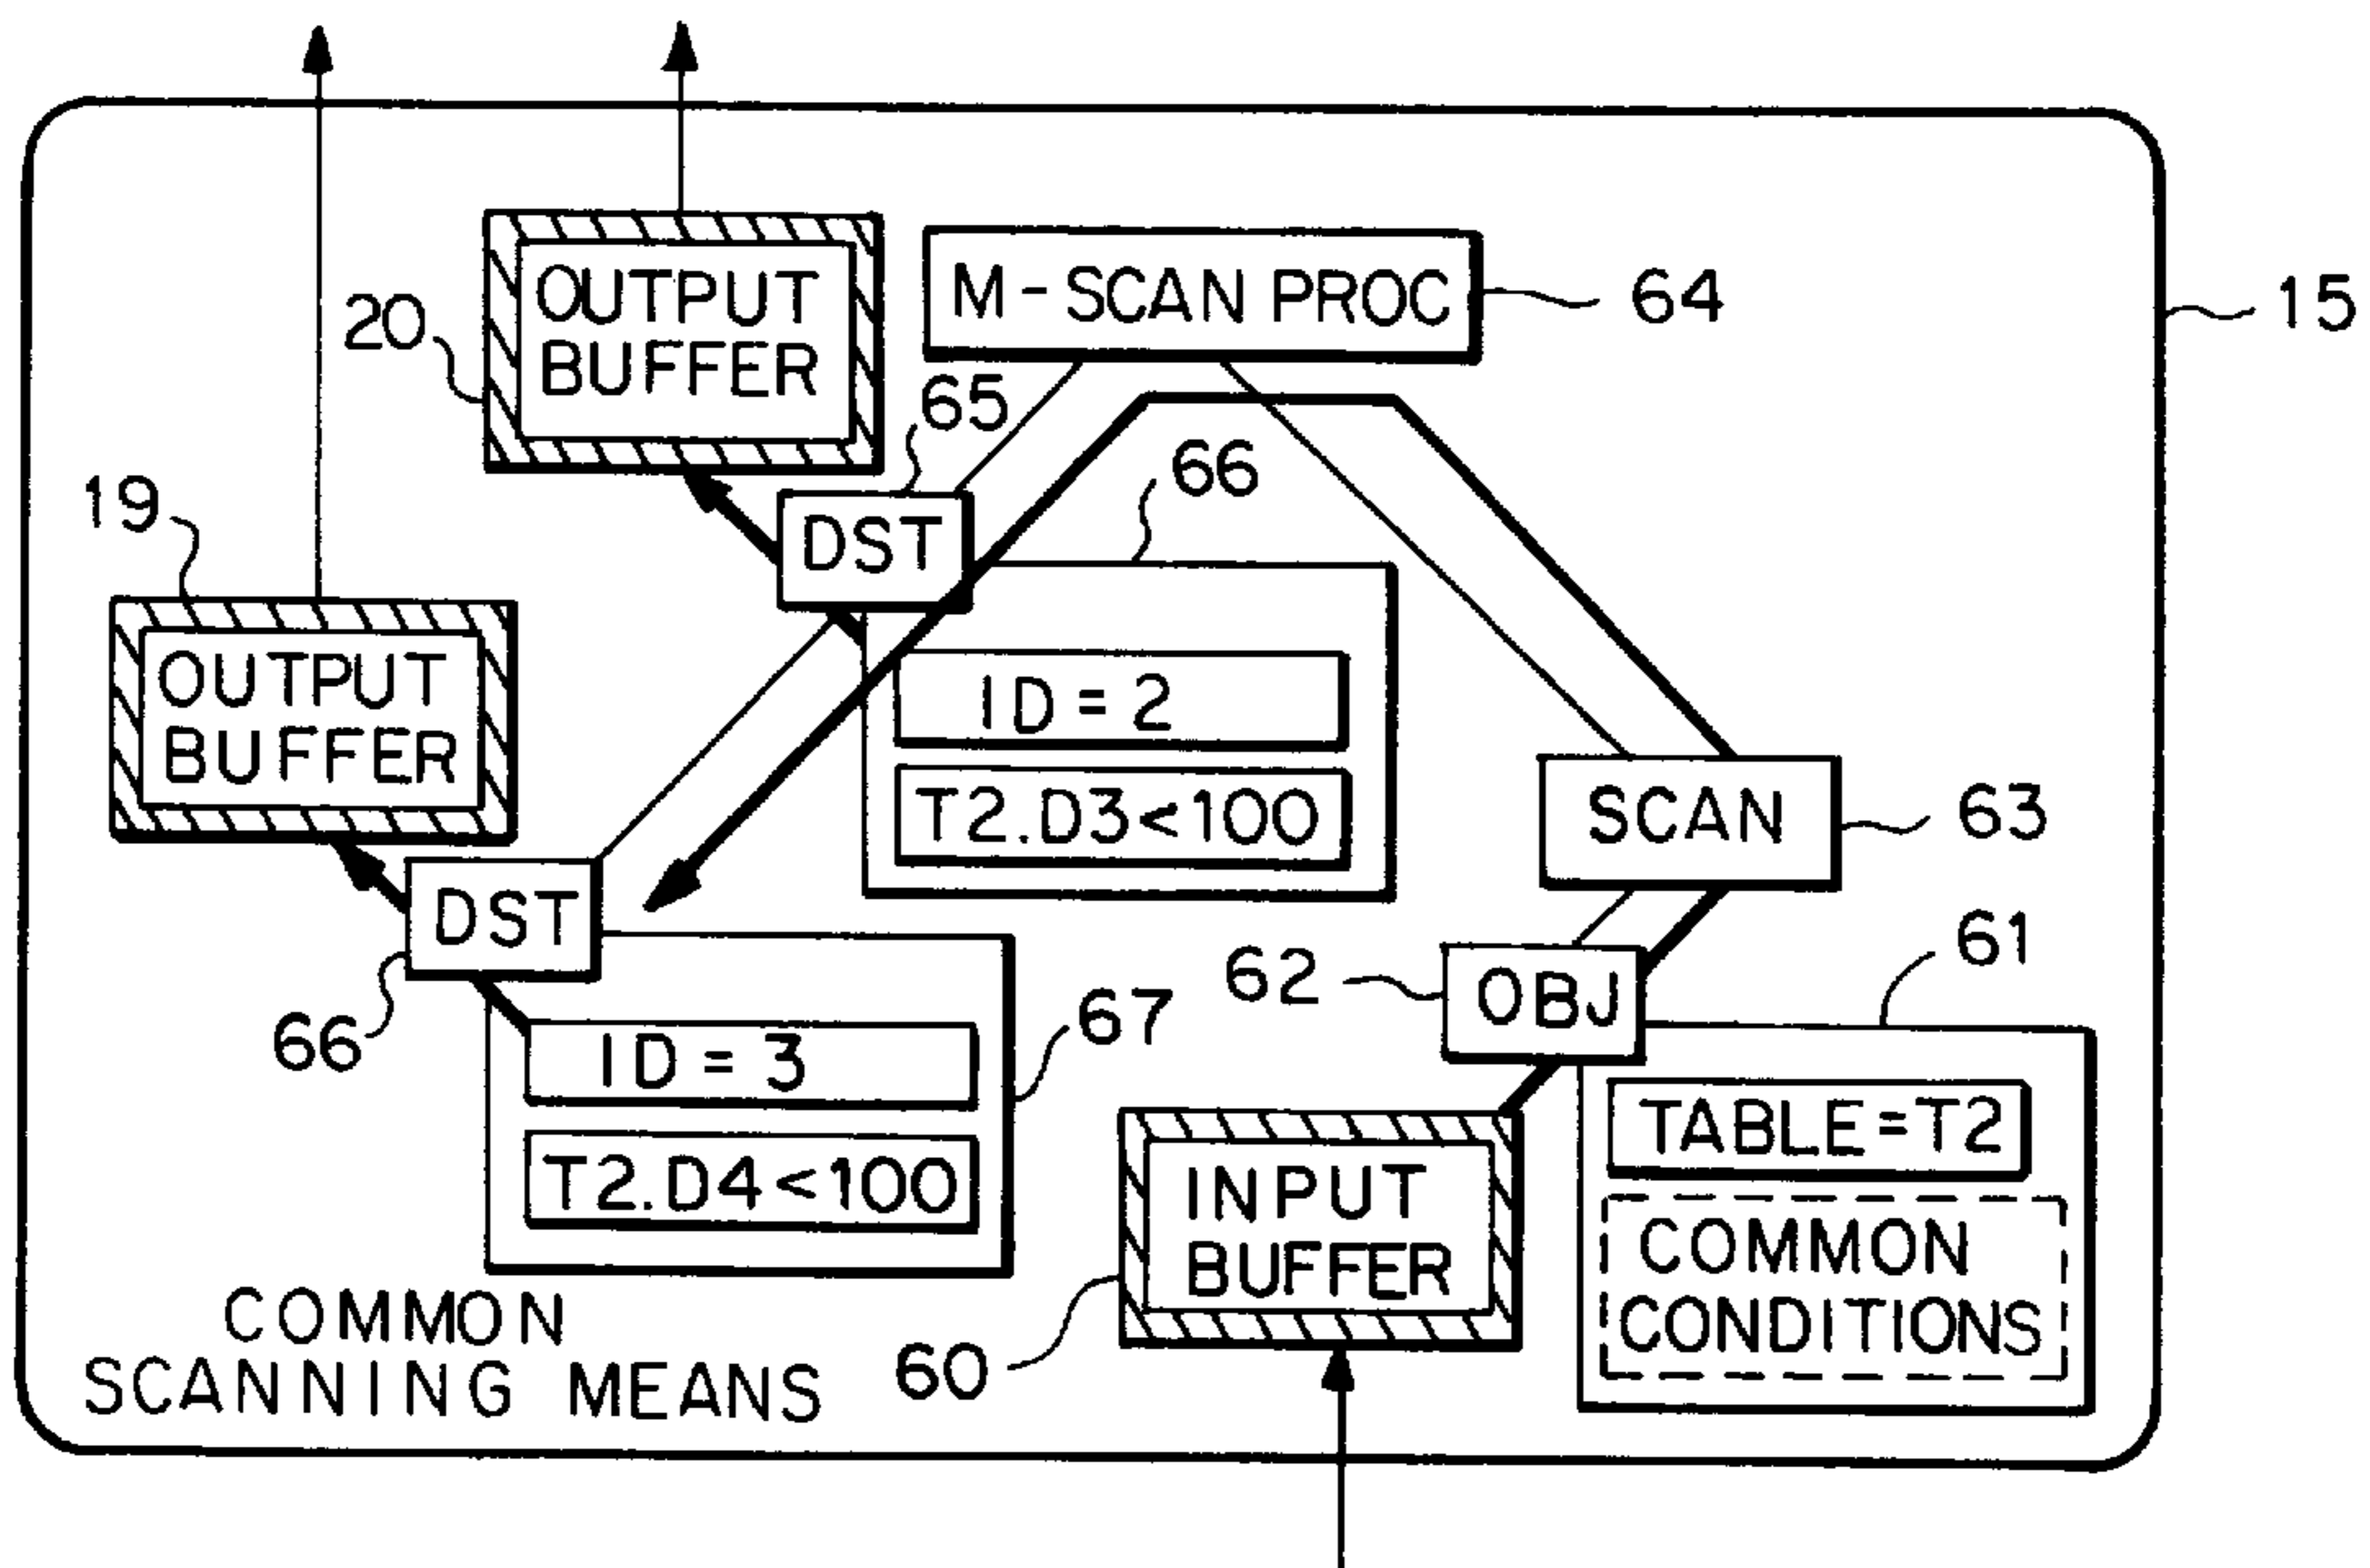 OUTPUT
BUFFER
20
M - SCAN PROC
64
15
65
66
19
DST
OUTPUT
BUFFER
ID = 2
T2.D3<100
SCAN
63
DST
66
62
OBJ
61
67
ID = 3
T2.D4<100
TABLE=T2
COMMON
CONDITIONS
INPUT
BUFFER
60
COMMON
SCANNING MEANS